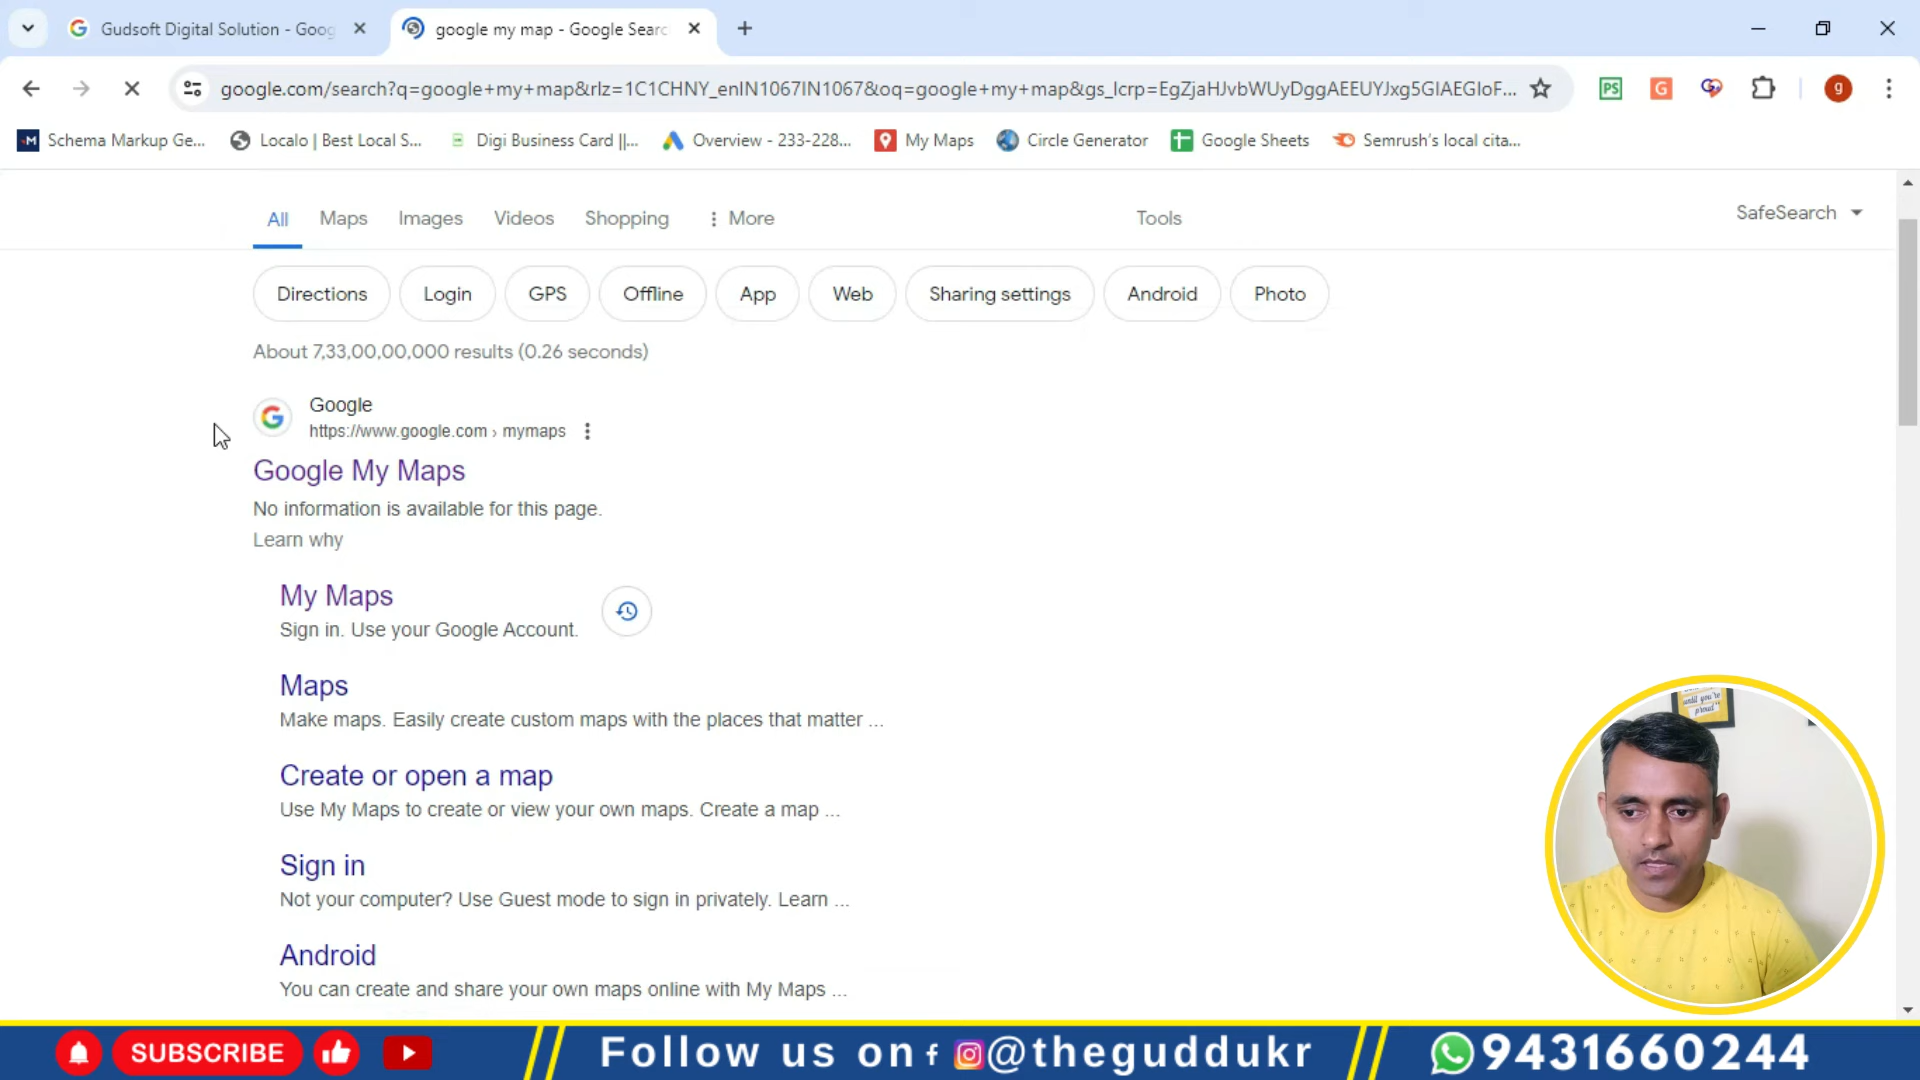 Gudsoft Digital Solution - Goog
google my map - Google Searc
google.com/search?q=google+my+map&rlz=1C1CHNY_enIN1067IN1067&oq=google+my+map&gs_lcrp=EgZjaHJvbWUyDggAEEUYJxg5GIAEGIoF...
g
Schema Markup Ge...
Localo | Best Local S...
Digi Business Card ||...
Overview - 233-228...
My Maps
Circle Generator
Google Sheets
Semrush's local cita...
All Maps Images Videos Shopping More Tools SafeSearch
Directions Login GPS Offline App Web Sharing settings Android Photo
About 7,33,00,00,000 results (0.26 seconds)
Google
https://www.google.com › mymaps
Google My Maps
No information is available for this page.
Learn why
My Maps
Sign in. Use your Google Account.
Maps
Make maps. Easily create custom maps with the places that matter ...
Create or open a map
Use My Maps to create or view your own maps. Create a map ...
Sign in
Not your computer? Use Guest mode to sign in privately. Learn ...
Android
You can create and share your own maps online with My Maps ...
until you're
proud"
SUBSCRIBE
Follow us on @theguddukr
9431660244